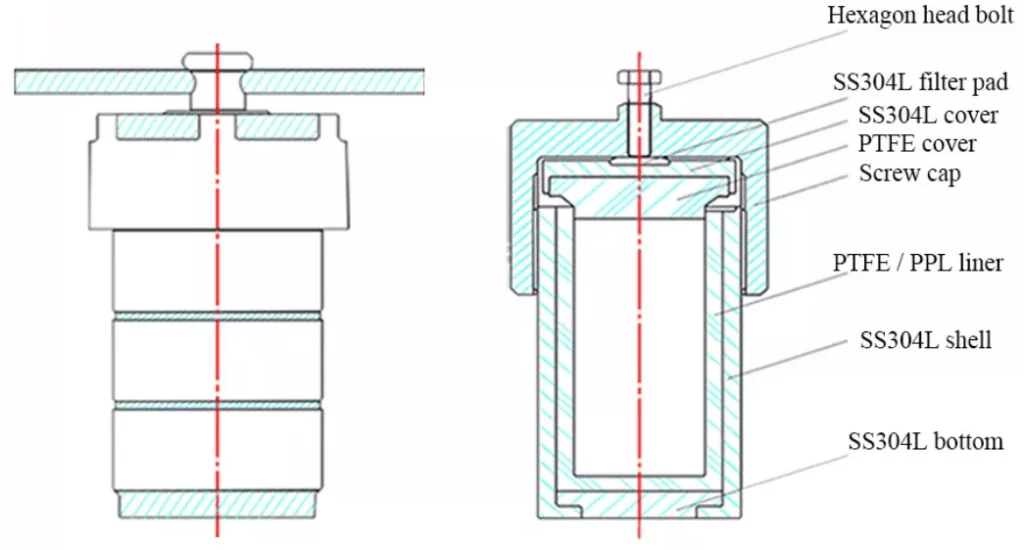 Hexagon head bolt
SS304L filter pad
SS304L cover
PTFE cover
Screw cap
PTFE / PPL liner
SS304L shell
SS304L bottom